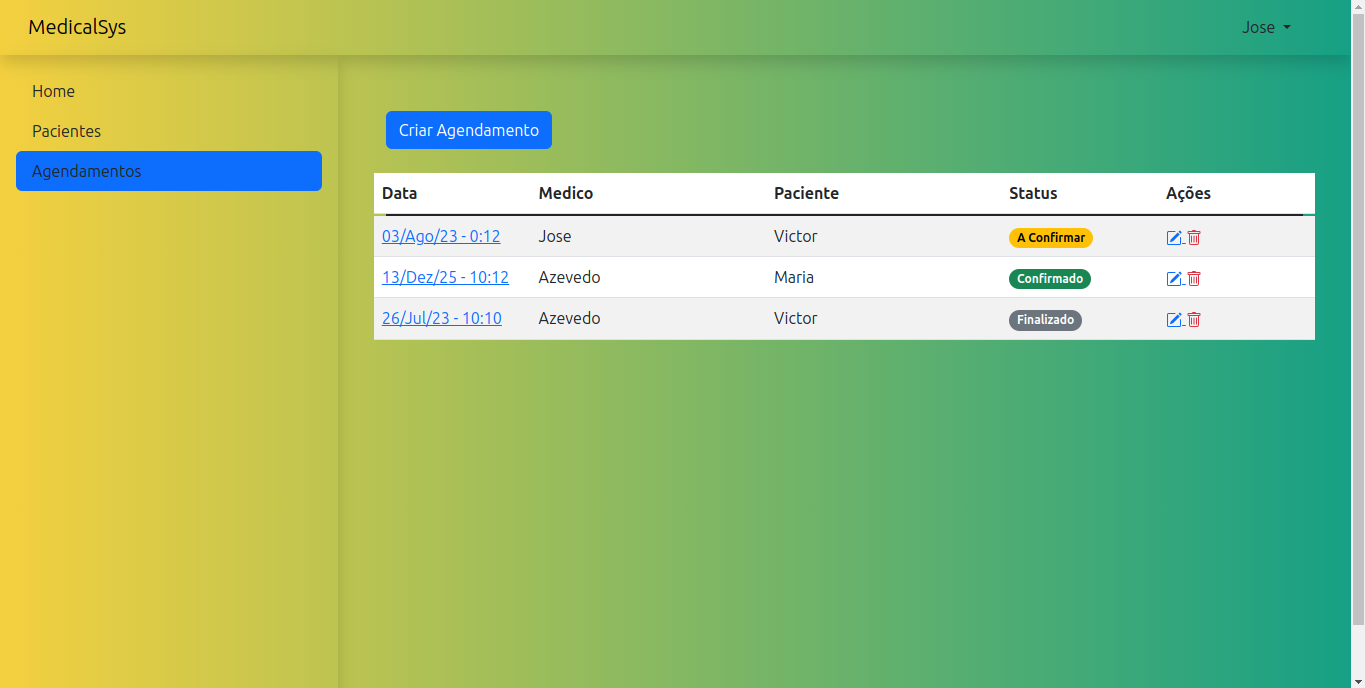 MedicalSys
Jose
Home
Pacientes
Agendamentos
Criar Agendamento
Data Medico Paciente Status Ações
03/Ago/23 - 0:12 Jose Victor A Confirmar
13/Dez/25 - 10:12 Azevedo Maria Confirmado
26/Jul/23 - 10:10 Azevedo Victor Finalizado